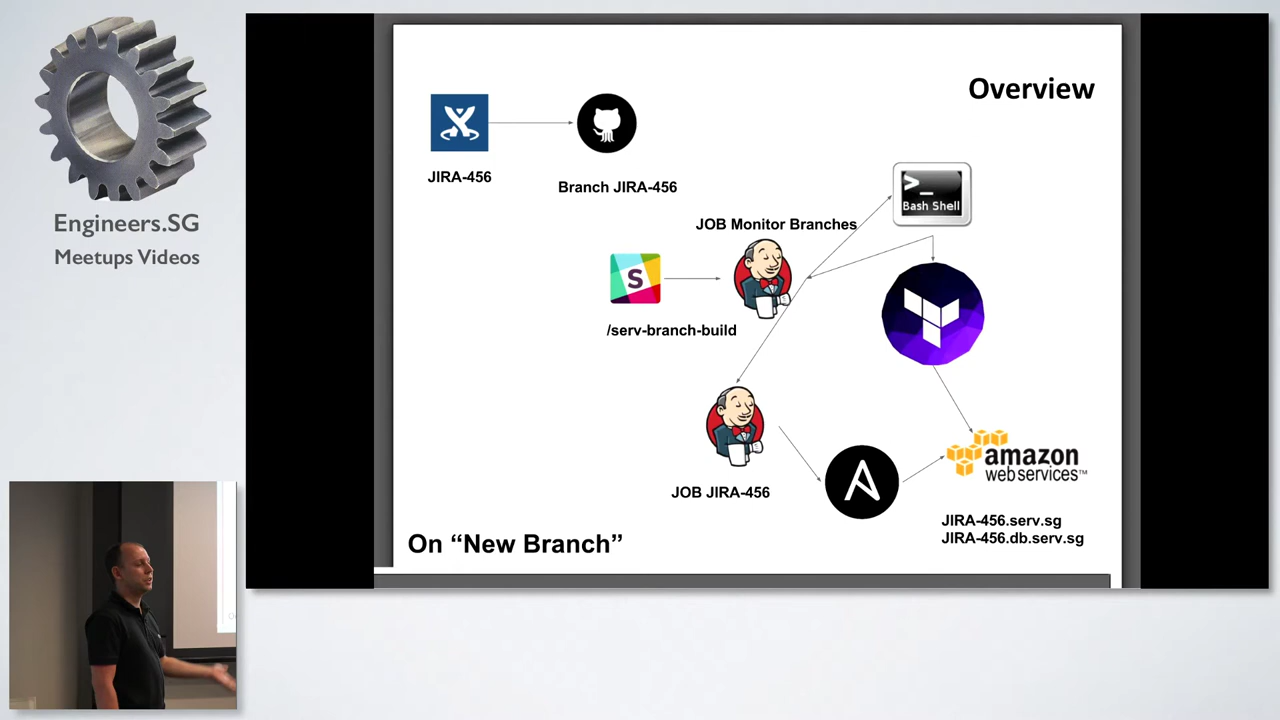 Engineers.SG
Meetups Videos
Overview
JIRA-456
Branch JIRA-456
>_
Bash Shell
JOB Monitor Branches
S
/serv-branch-build
JOB JIRA-456
A
amazon
web services™
JIRA-456.serv.sg
JIRA-456.db.serv.sg
On “New Branch”